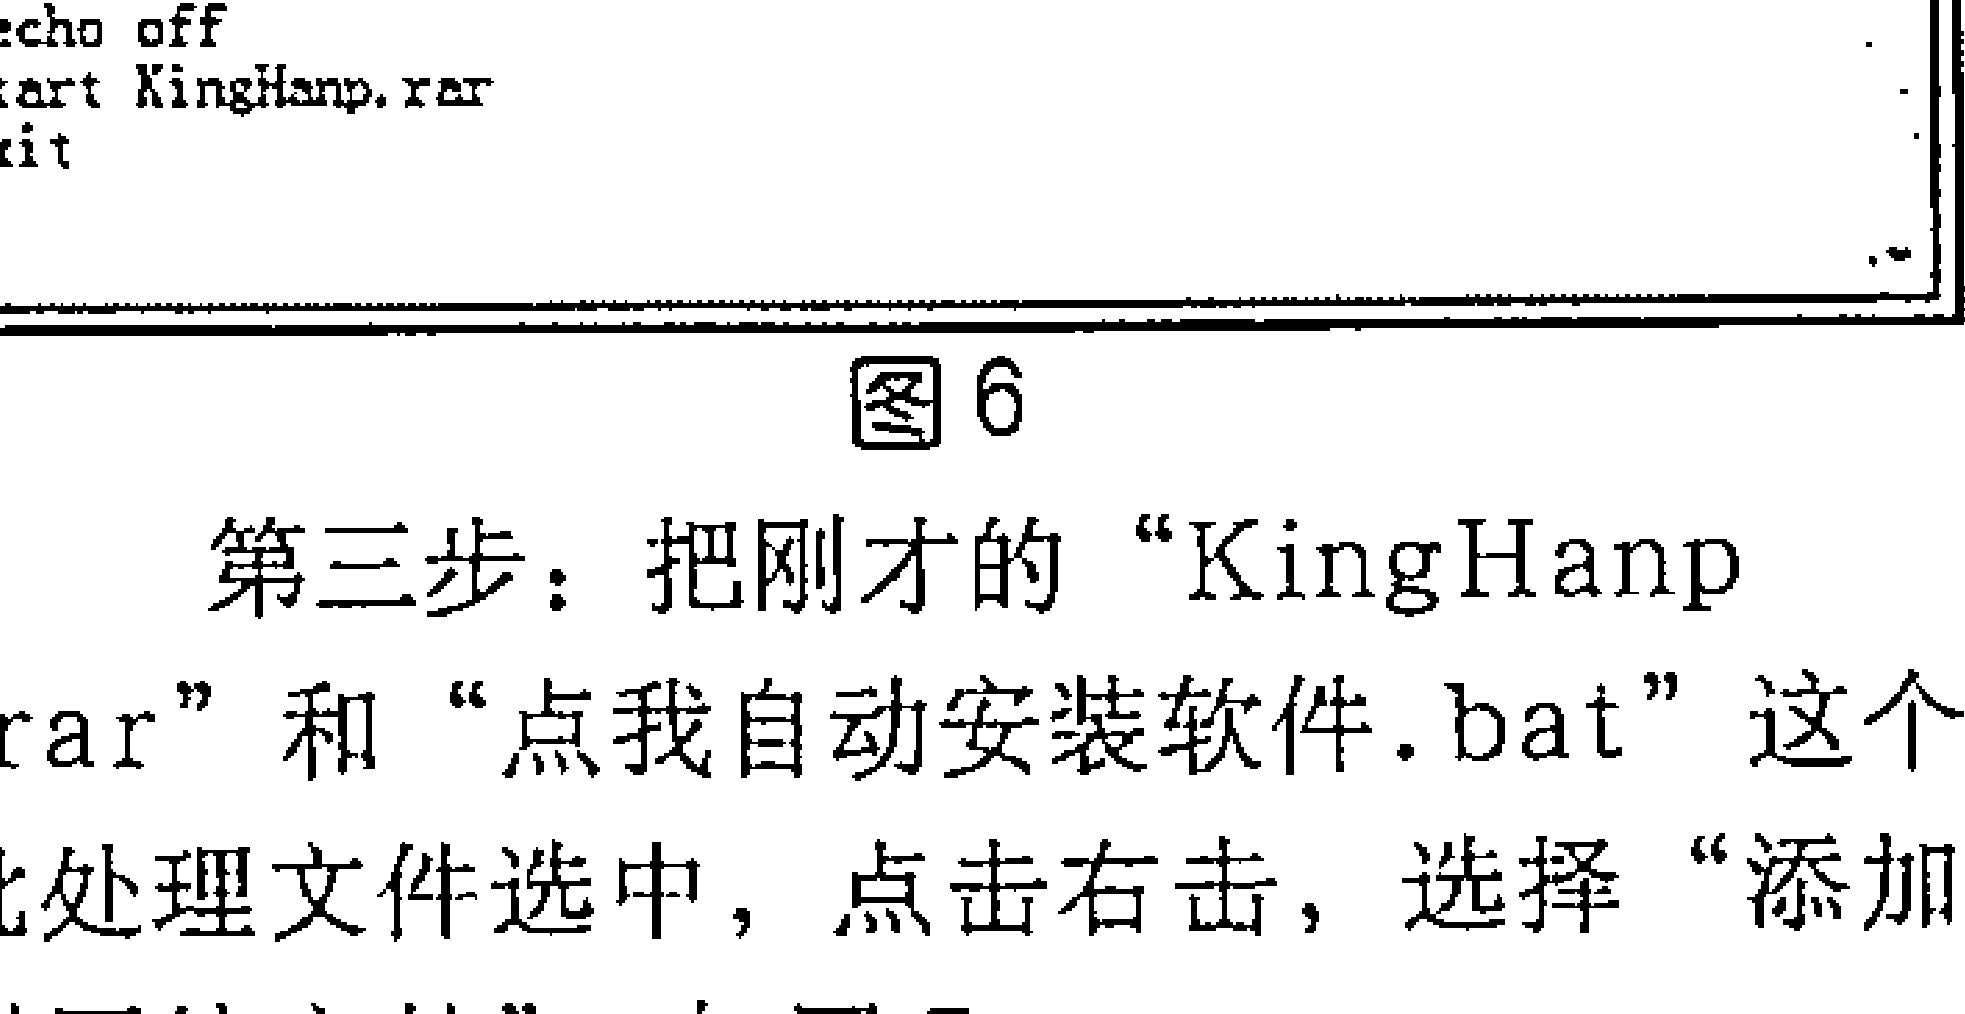 echo off
start KingHanp.rar
exit
图 6
第三步：把刚才的“KingHanp
rar”和“点我自动安装软件.bat”这个
批处理文件选中，点击右击，选择“添加